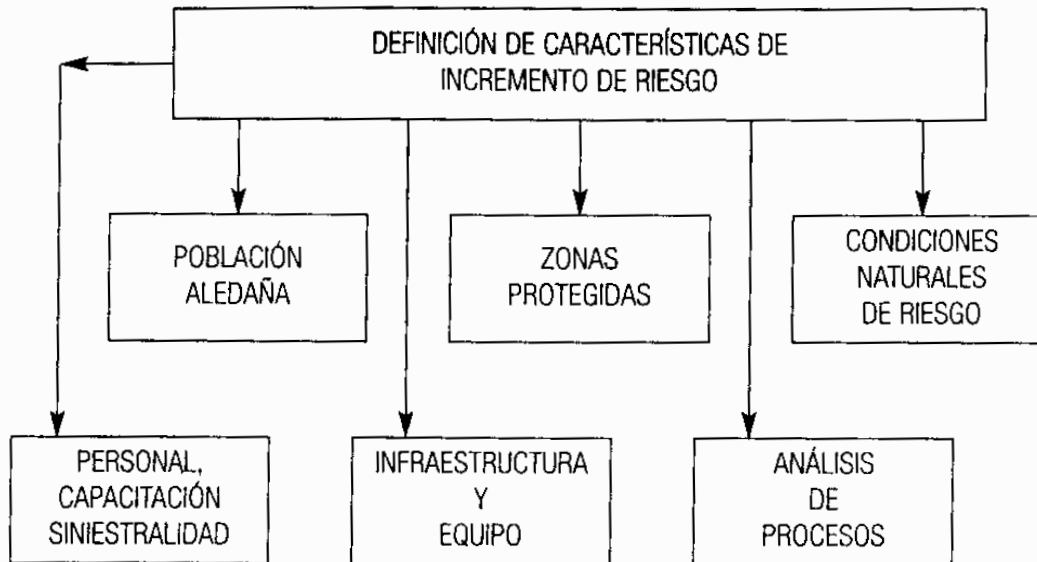 DEFINICIÓN DE CARACTERÍSTICAS DE
INCREMENTO DE RIESGO
POBLACIÓN
ALEDAÑA
ZONAS
PROTEGIDAS
CONDICIONES
NATURALES
DE RIESGO
PERSONAL,
CAPACITACIÓN
SINIESTRALIDAD
INFRAESTRUCTURA
Y
EQUIPO
ANÁLISIS
DE
PROCESOS